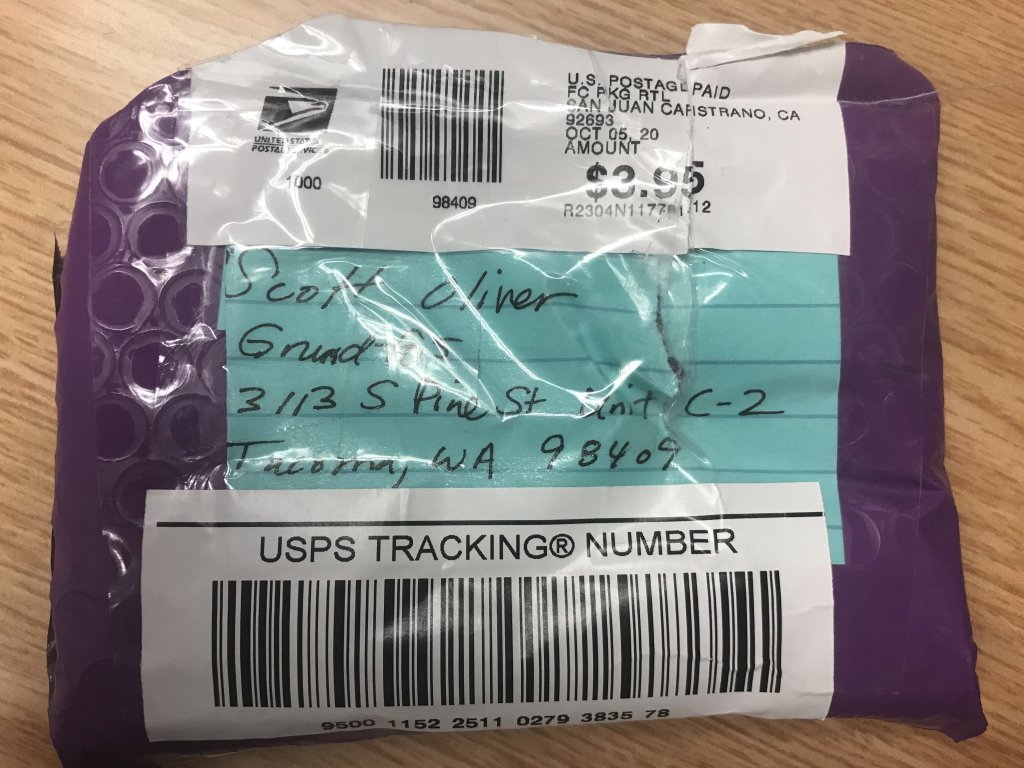 U.S. POSTAGE PAID
FC PKG RTL
SAN JUAN CAPISTRANO, CA
92693
OCT 05, 20
AMOUNT
$3.95
UNITED STATES
POSTAL SERVICE®
1000
98409
Scott Oliver
3113 S Pine St Unit C-2
Tacoma, WA 98409
USPS TRACKING® NUMBER
9500 1152 2511 0279 3835 78